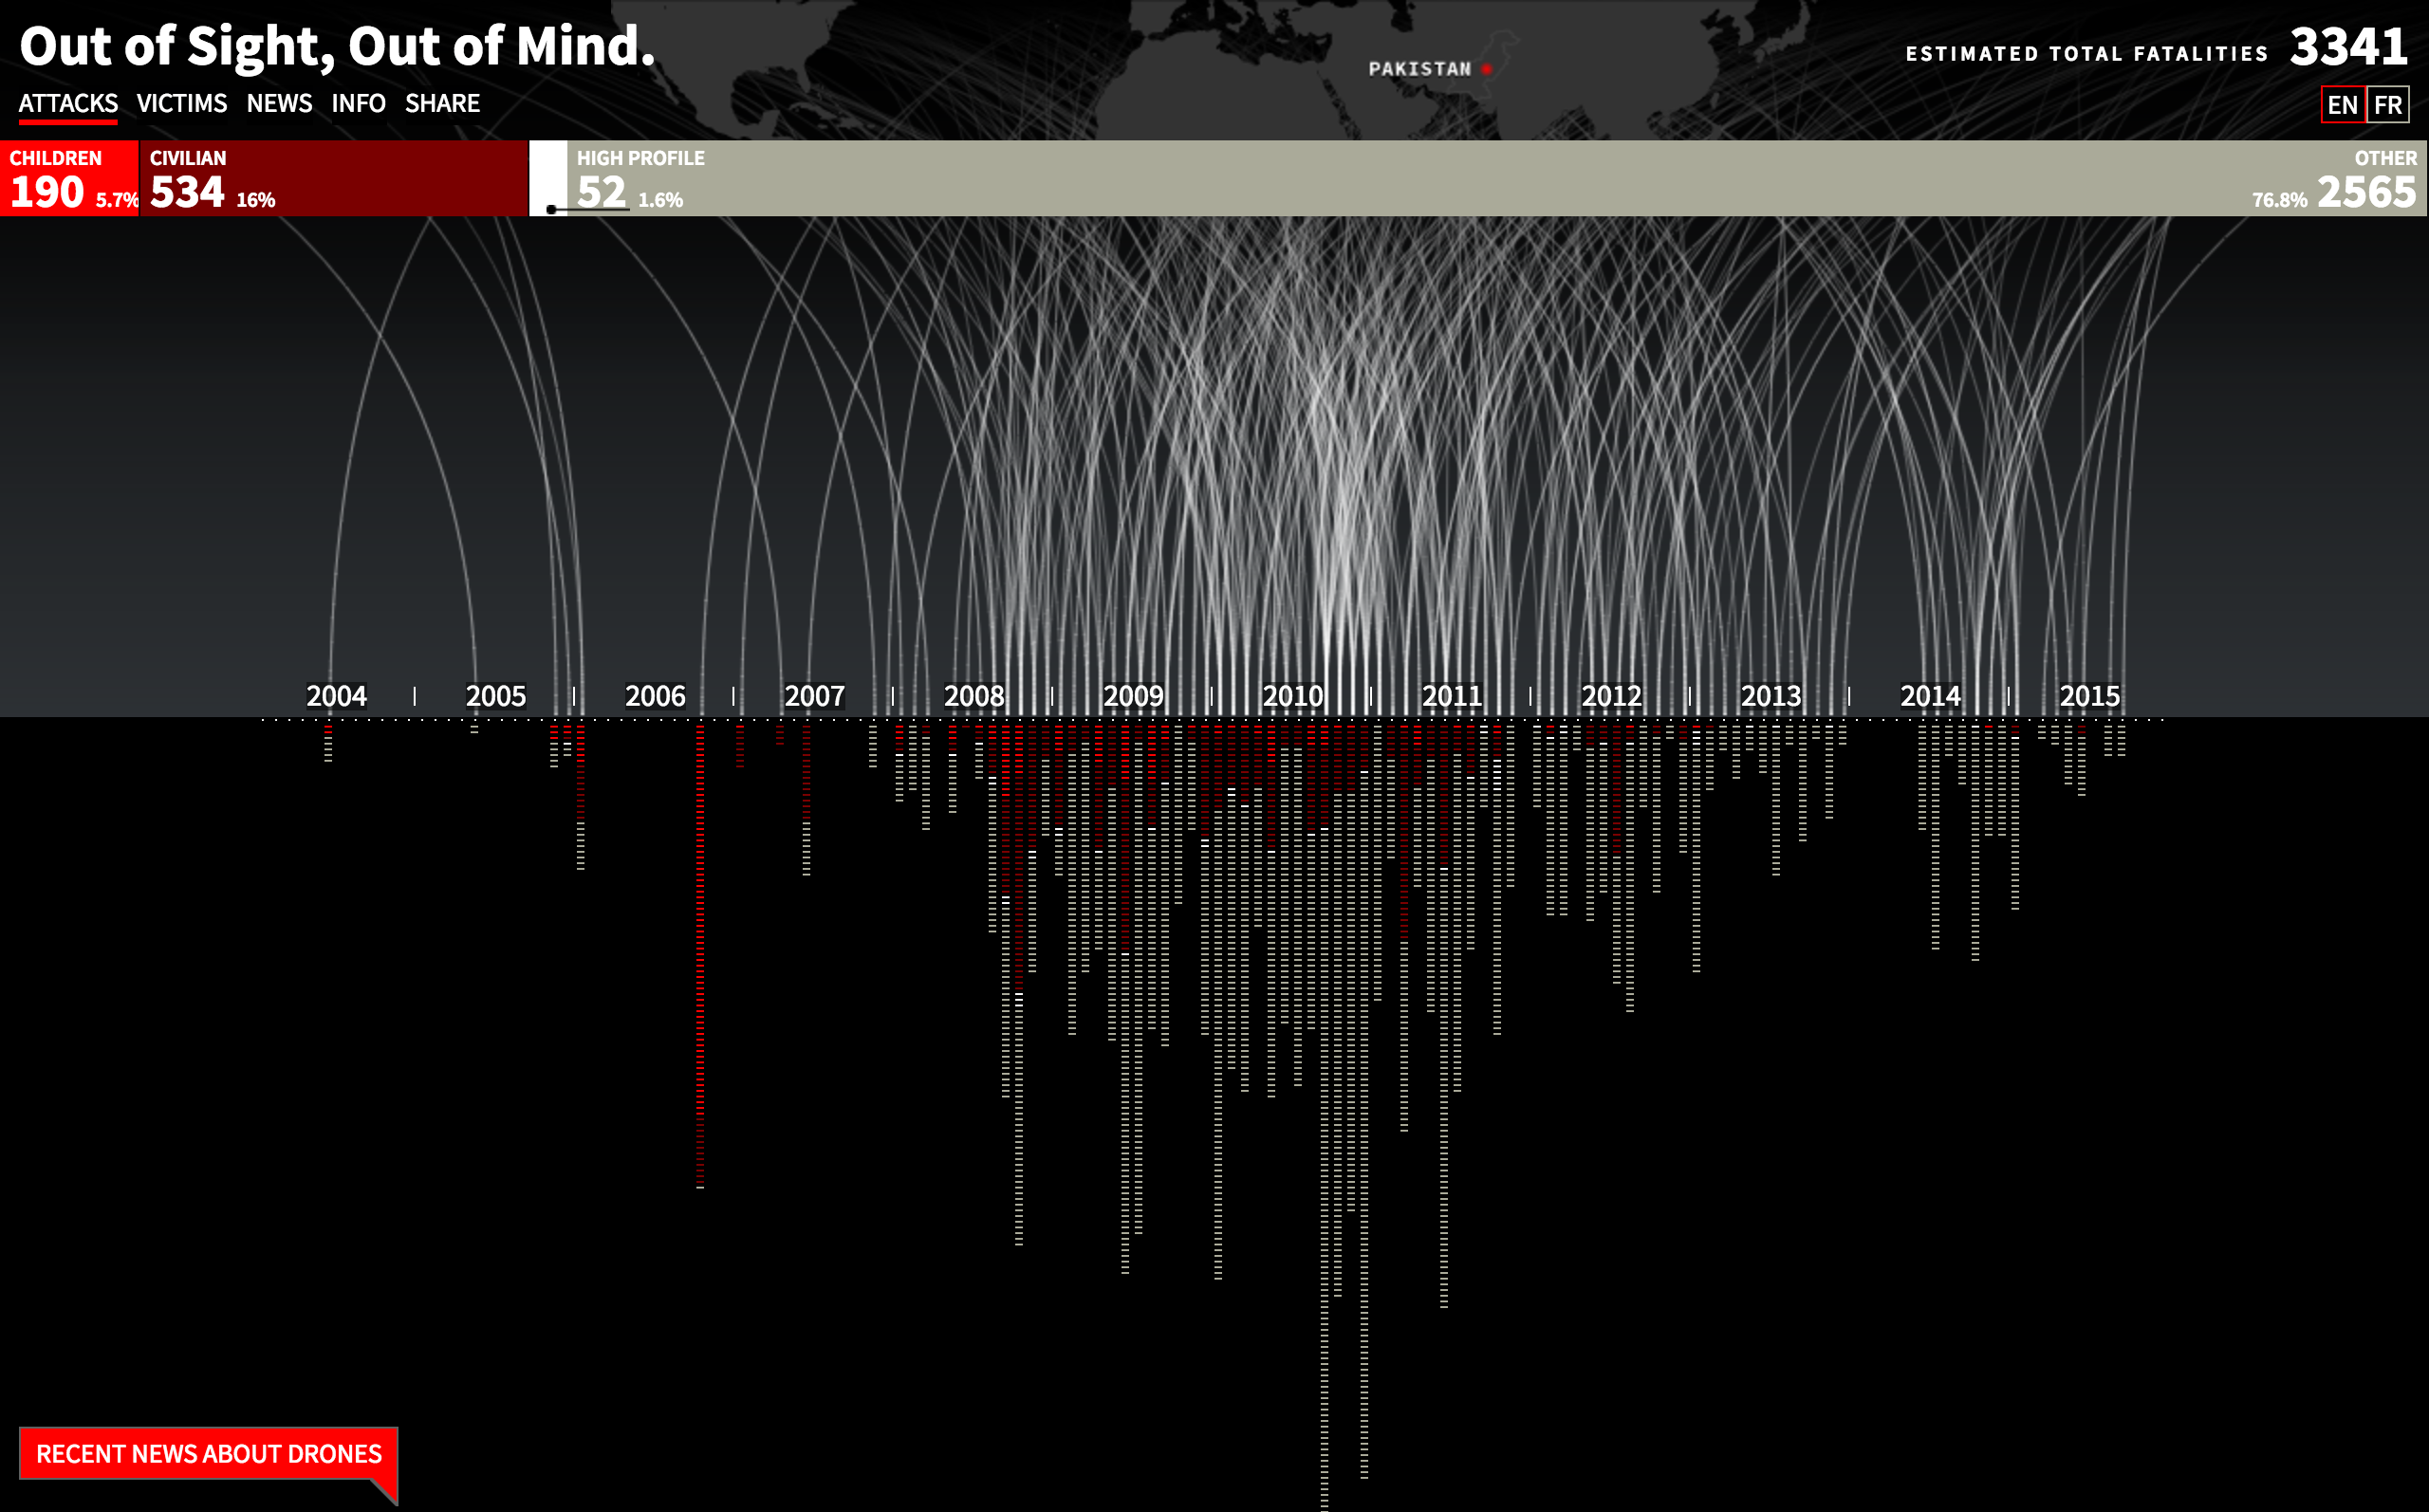 Out of Sight, Out of Mind.
PAKISTAN
ESTIMATED TOTAL FATALITIES 3341
ATTACKS VICTIMS NEWS INFO SHARE
EN FR
CHILDREN
190 5.7%
CIVILIAN
534 16%
HIGH PROFILE
52 1.6%
OTHER
76.8% 2565
2004 2005 2006 2007 2008 2009 2010 2011 2012 2013 2014 2015
RECENT NEWS ABOUT DRONES